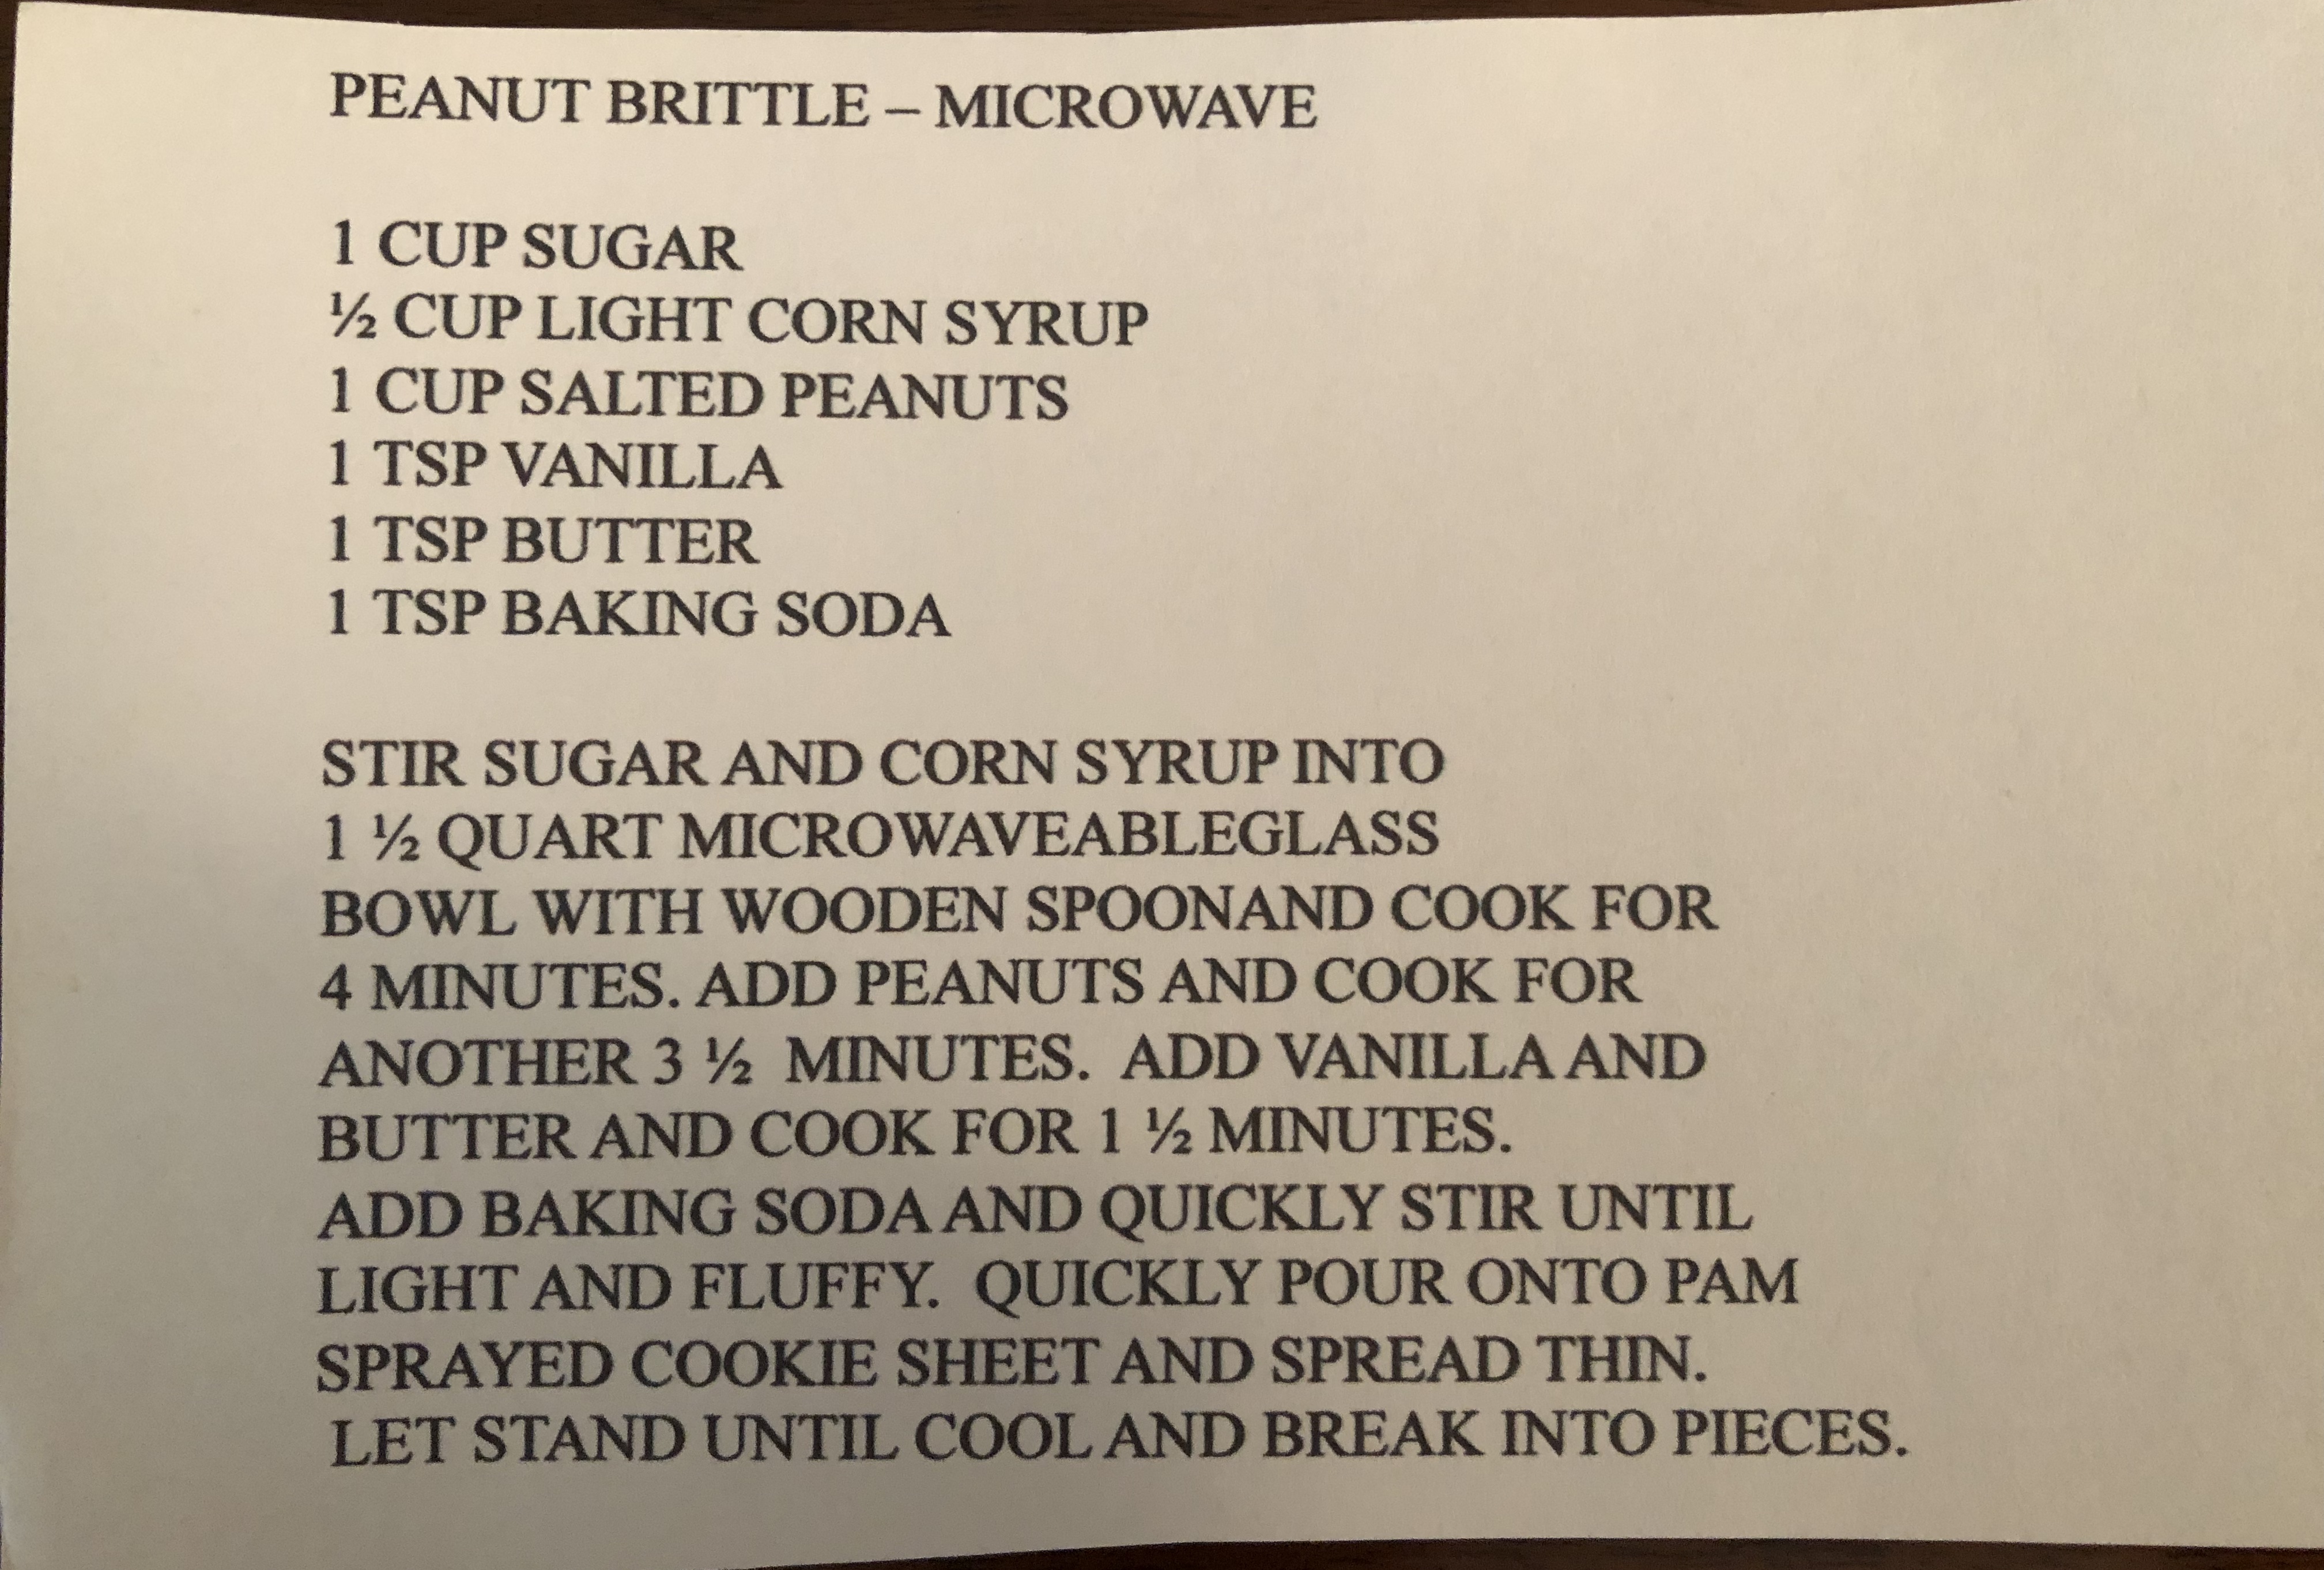 PEANUT BRITTLE – MICROWAVE
1 CUP SUGAR
½ CUP LIGHT CORN SYRUP
1 CUP SALTED PEANUTS
1 TSP VANILLA
1 TSP BUTTER
1 TSP BAKING SODA
STIR SUGAR AND CORN SYRUP INTO
1 ½ QUART MICROWAVEABLEGLASS
BOWL WITH WOODEN SPOONAND COOK FOR
4 MINUTES. ADD PEANUTS AND COOK FOR
ANOTHER 3 ½  MINUTES.  ADD VANILLA AND
BUTTER AND COOK FOR 1 ½ MINUTES.
ADD BAKING SODA AND QUICKLY STIR UNTIL
LIGHT AND FLUFFY.  QUICKLY POUR ONTO PAM
SPRAYED COOKIE SHEET AND SPREAD THIN.
LET STAND UNTIL COOL AND BREAK INTO PIECES.